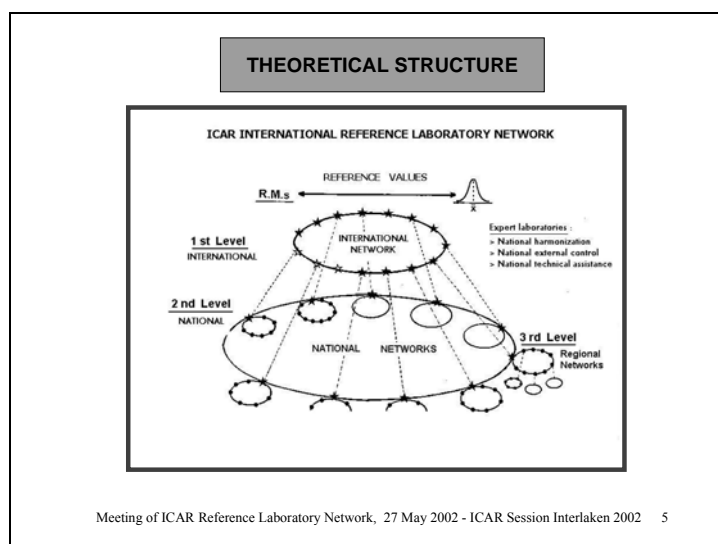 THEORETICAL STRUCTURE
ICAR INTERNATIONAL REFERENCE LABORATORY NETWORK
REFERENCE VALUES
R.M.s
x
1 st Level
INTERNATIONAL
INTERNATIONAL
NETWORK
Expert laboratories :
> National harmonization
> National external control
> National technical assistance
2 nd Level
NATIONAL
NATIONAL NETWORKS
3 rd Level
Regional
Networks
Meeting of ICAR Reference Laboratory Network, 27 May 2002 - ICAR Session Interlaken 2002 5